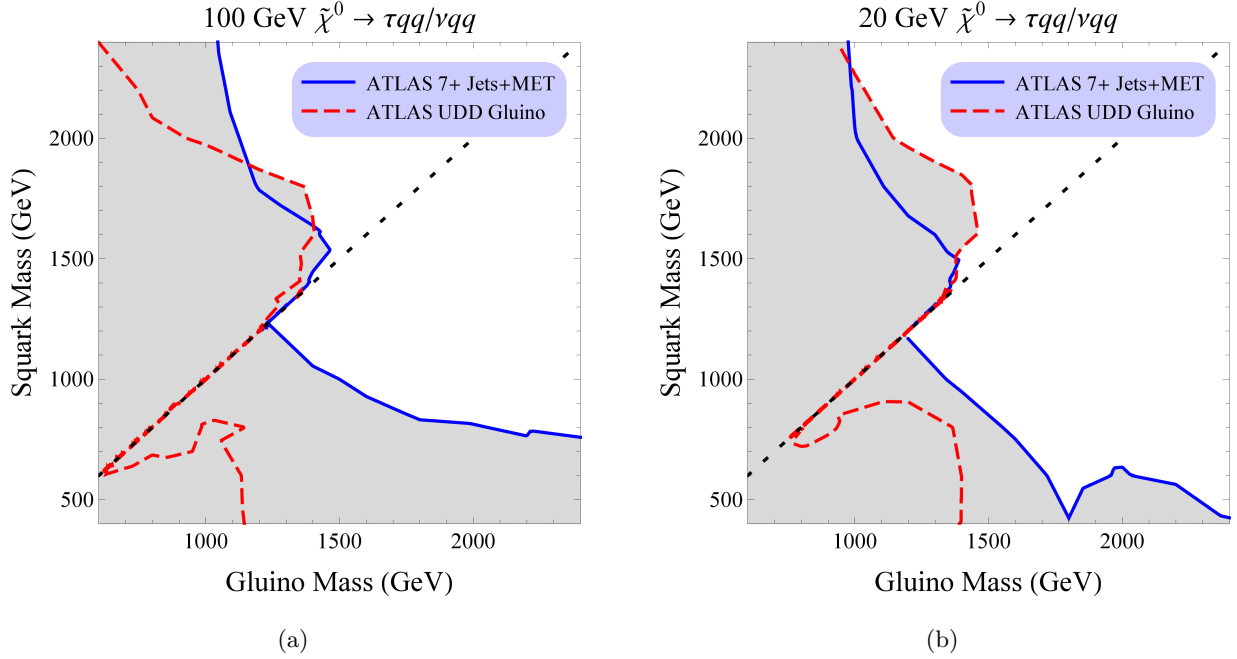 100 GeV χ̃⁰ → τqq/νqq
ATLAS 7+ Jets+MET
ATLAS UDD Gluino
Squark Mass (GeV)
2000
1500
1000
500
1000
1500
2000
Gluino Mass (GeV)
(a)
20 GeV χ̃⁰ → τqq/νqq
ATLAS 7+ Jets+MET
ATLAS UDD Gluino
Squark Mass (GeV)
2000
1500
1000
500
1000
1500
2000
Gluino Mass (GeV)
(b)